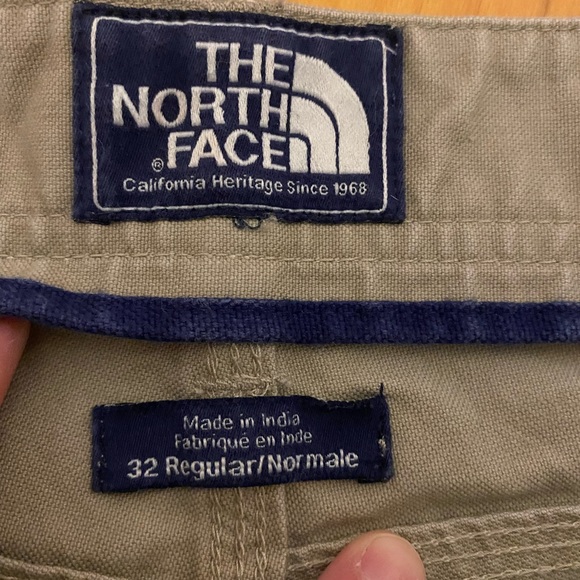 THE
NORTH
® FACE
California Heritage Since 1968
Made in India
Fabriqué en Inde
32 Regular/Normale